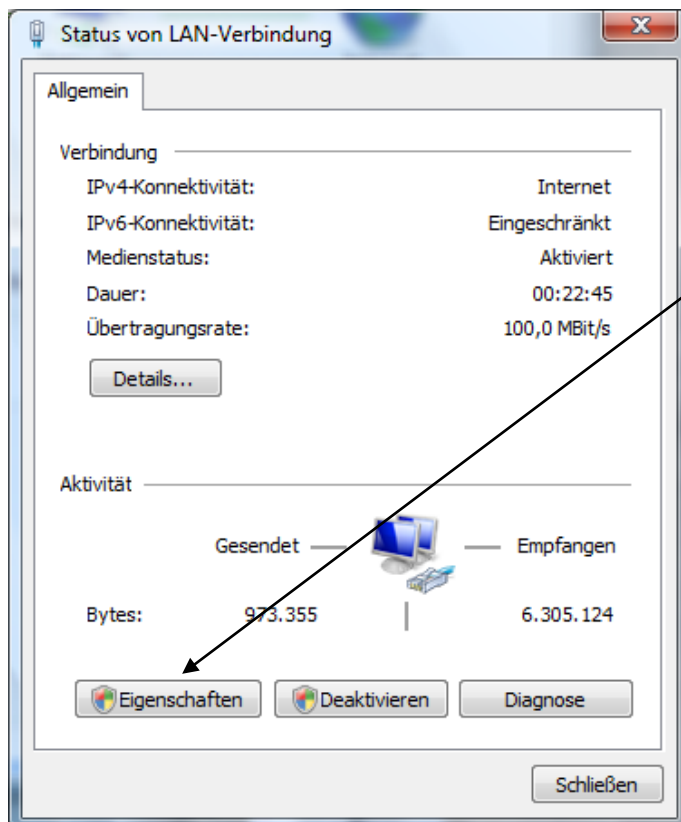 Status von LAN-Verbindung
Allgemein
Verbindung
IPv4-Konnektivität: Internet
IPv6-Konnektivität: Eingeschränkt
Medienstatus: Aktiviert
Dauer: 00:22:45
Übertragungsrate: 100,0 MBit/s
Details...
Aktivität
Gesendet Empfangen
Bytes: 973.355 6.305.124
Eigenschaften Deaktivieren Diagnose
Schließen